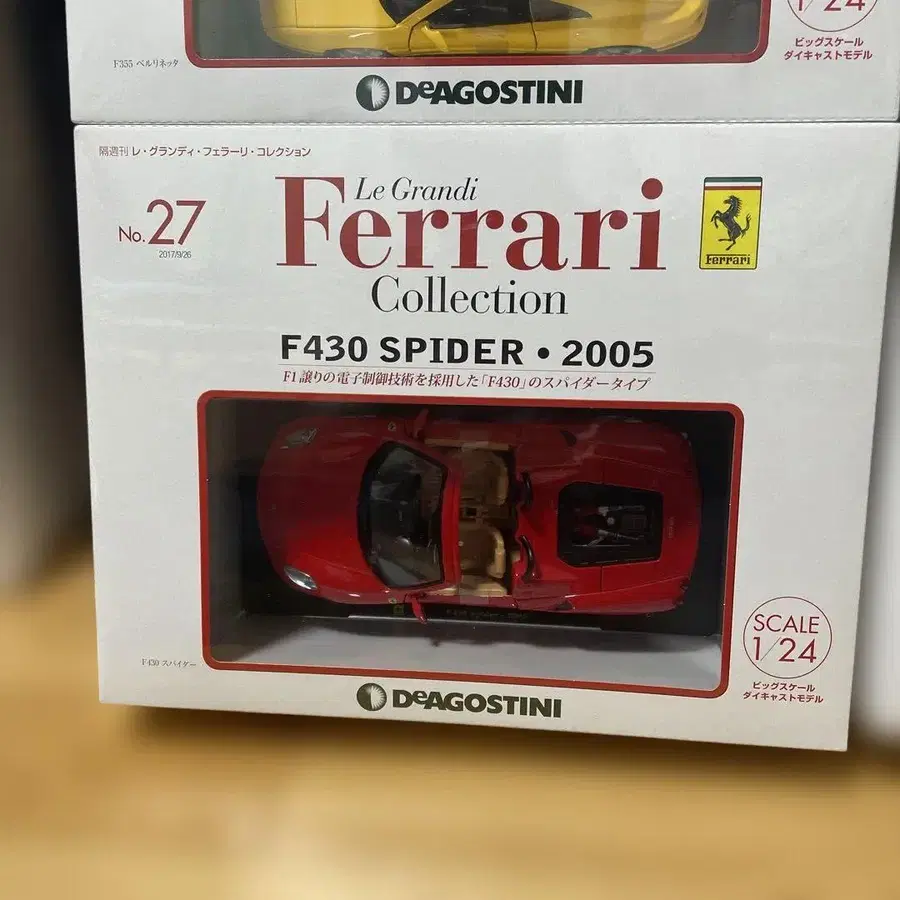 1/24
ビッグスケール
ダイキャストモデル
F355 ベルリネッタ
DeAGOSTINI
隔週刊 レ・グランディ・フェラーリ・コレクション
No.27
2017/9/26
Le Grandi
Ferrari
Collection
Ferrari
F430 SPIDER • 2005
F1譲りの電子制御技術を採用した「F430」のスパイダータイプ
F430 spider
SCALE
1/24
ビッグスケール
ダイキャストモデル
F430 スパイダー
DeAGOSTINI